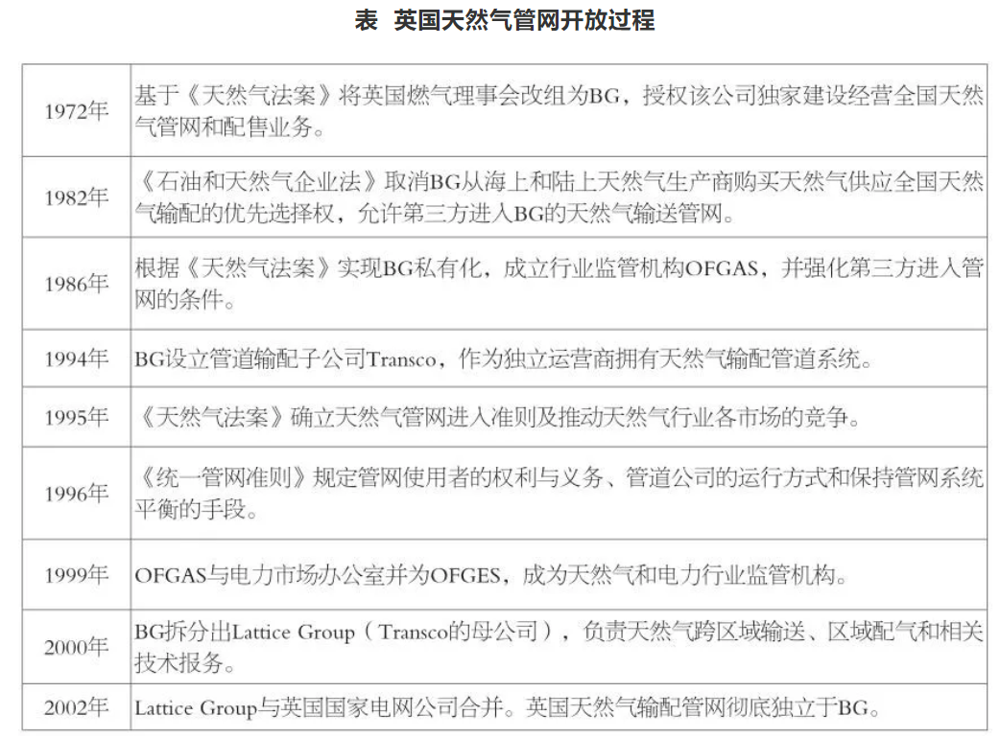 表 英国天然气管网开放过程
1972年
基于《天然气法案》将英国燃气理事会改组为BG，授权该公司独家建设经营全国天然
气管网和配售业务。
1982年
《石油和天然气企业法》取消BG从海上和陆上天然气生产商购买天然气供应全国天然
气输配的优先选择权，允许第三方进入BG的天然气输送管网。
1986年
根据《天然气法案》实现BG私有化，成立行业监管机构OFGAS，并强化第三方进入管
网的条件。
1994年
BG设立管道输配子公司Transco，作为独立运营商拥有天然气输配管道系统。
1995年
《天然气法案》确立天然气管网进入准则及推动天然气行业各市场的竞争。
1996年
《统一管网准则》规定管网使用者的权利与义务、管道公司的运行方式和保持管网系统
平衡的手段。
1999年
OFGAS与电力市场办公室并为OFGES，成为天然气和电力行业监管机构。
2000年
BG拆分出Lattice Group（Transco的母公司），负责天然气跨区域输送、区域配气和相关
技术报务。
2002年
Lattice Group与英国国家电网公司合并。英国天然气输配管网彻底独立于BG。